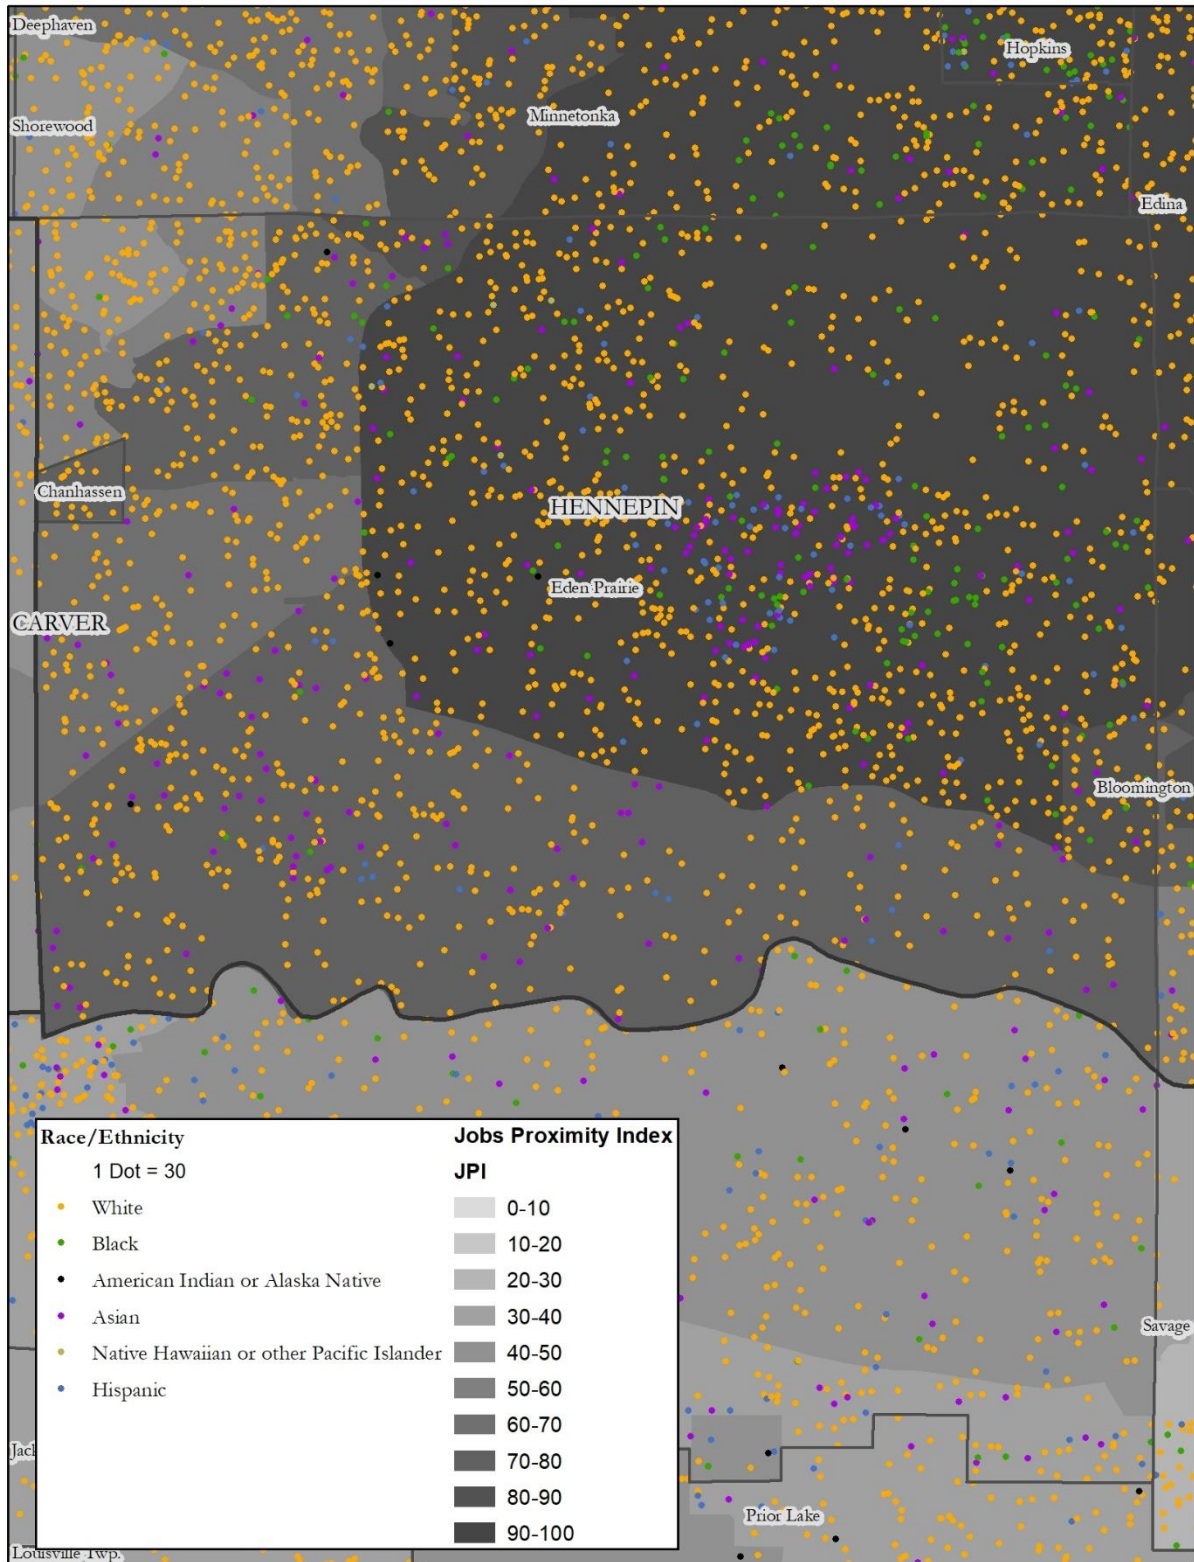 Deephaven
Hopkins
Minnetonka
Shorewood
Edina
Chanhassen
HENNEPIN
Eden Prairie
CARVER
Bloomington
Race/Ethnicity
1 Dot = 30
White
Black
American Indian or Alaska Native
Asian
Native Hawaiian or other Pacific Islander
Hispanic
Jobs Proximity Index
JPI
0-10
10-20
20-30
30-40
40-50
50-60
60-70
70-80
80-90
90-100
Savage
Jack
Prior Lake
Louisville Twp.